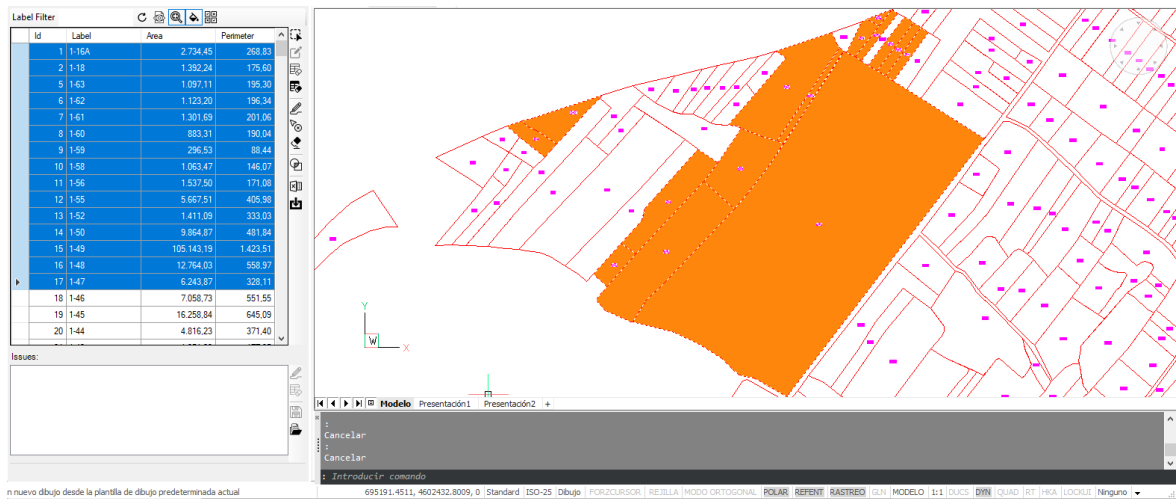 Label Filter
Id Label Area Perimeter
1 1-16A 2.734,45 268,83
2 1-18 1.392,24 175,60
5 1-63 1.097,11 195,30
6 1-62 1.123,20 196,34
7 1-61 1.301,69 201,06
8 1-60 883,31 190,04
9 1-59 296,53 88,44
10 1-58 1.063,47 146,07
11 1-56 1.537,50 171,08
12 1-55 5.667,51 405,98
13 1-52 1.411,09 333,03
14 1-50 9.864,87 481,84
15 1-49 105.143,19 1.423,51
16 1-48 12.764,03 558,97
17 1-47 6.243,87 328,11
18 1-46 7.058,73 551,55
19 1-45 16.258,84 645,09
20 1-44 4.816,23 371,40
Issues:
Y
W
X
Modelo Presentación1 Presentación2 +
:
Cancelar
:
Cancelar
: Introducir comando
n nuevo dibujo desde la plantilla de dibujo predeterminada actual
695191.4511, 4602432.8009, 0 Standard ISO-25 Dibujo FORZCURSOR REJILLA MODO ORTOGONAL POLAR REFENT RASTREO GLN MODELO 1:1 DUCS DYN QUAD RT HKA LOCKUI Ninguno